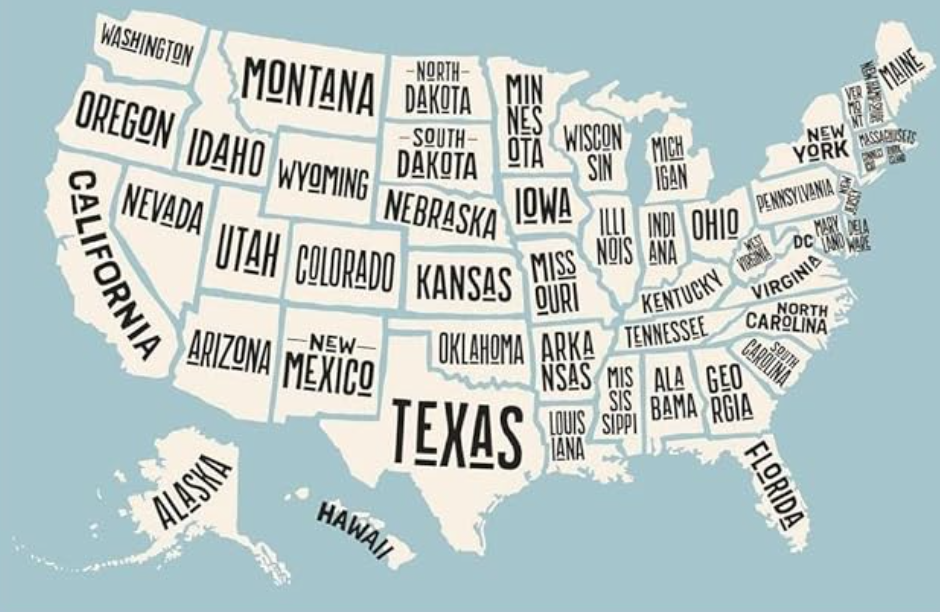 WASHINGTON
MONTANA
NORTH
DAKOTA
MIN
NES
OTA
MAINE
NEW HAMPSHIRE
VER
MO
NT
OREGON
IDAHO
WYOMING
SOUTH
DAKOTA
WISCON
SIN
MICH
IGAN
NEW
YORK
MASSACHUSETS
CONNECT
ICUT
RHODE
ISLAND
CALIFORNIA
NEVADA
UTAH
COLORADO
NEBRASKA
IOWA
ILLI
NOIS
INDI
ANA
OHIO
PENNSYLVANIA
NEW
JERSEY
WEST
VIRGINIA
DC
MARY
LAND
DELA
WARE
KANSAS
MISS
OURI
KENTUCKY
VIRGINIA
ARIZONA
NEW
MEXICO
OKLAHOMA
ARKA
NSAS
TENNESSEE
NORTH
CAROLINA
SOUTH
CAROLINA
TEXAS
LOUIS
IANA
MIS
SIS
SIPPI
ALA
BAMA
GEO
RGIA
FLORIDA
ALASKA
HAWAII